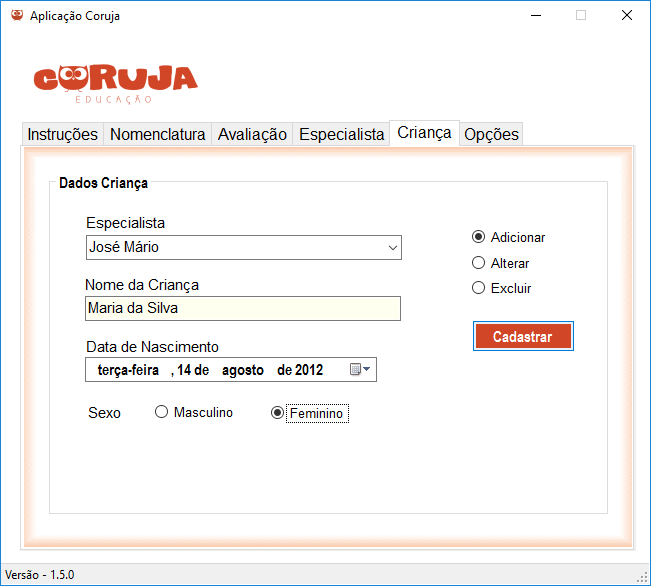 Aplicação Coruja
CORUJA
EDUCAÇÃO
Instruções Nomenclatura Avaliação Especialista Criança Opções
Dados Criança
Especialista
José Mário
Nome da Criança
Maria da Silva
Data de Nascimento
terça-feira , 14 de agosto de 2012
Sexo Masculino Feminino
Adicionar
Alterar
Excluir
Cadastrar
Versão - 1.5.0